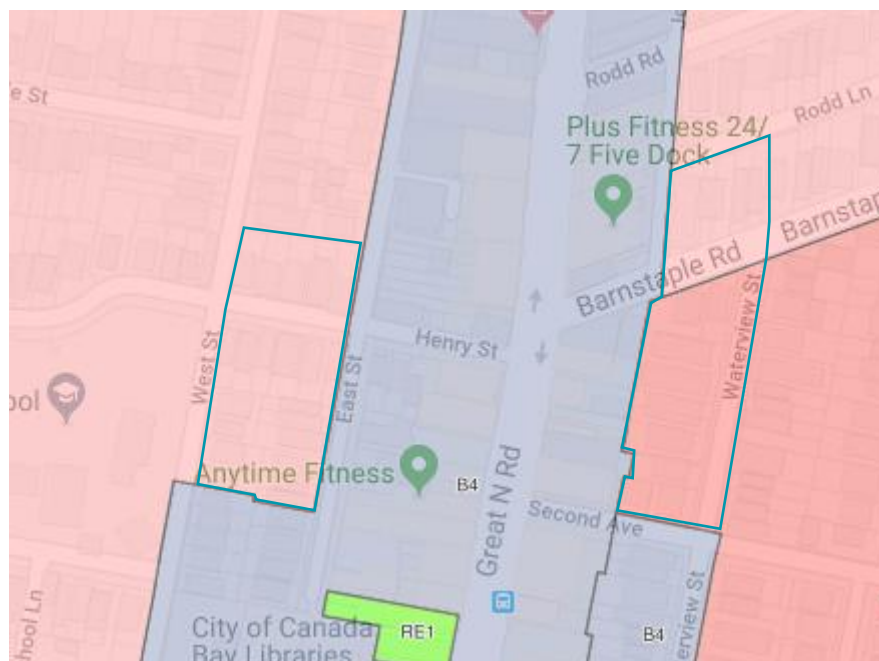 Rodd Rd
e St
Rodd Ln
Plus Fitness 24/
7 Five Dock
Barnstap
Barnstaple Rd
Waterview St
Henry St
West St
East St
ool
Anytime Fitness
B4
Great N Rd
Second Ave
hool Ln
City of Canada
Bay Libraries
RE1
B4
erview St